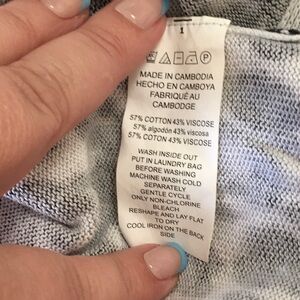 1
P
MADE IN CAMBODIA
HECHO EN CAMBOYA
FABRIQUÉ AU
CAMBODGE
57% COTTON 43% VISCOSE
57% algodón 43% viscosa
57% COTON 43% VISCOSE
WASH INSIDE OUT
PUT IN LAUNDRY BAG
BEFORE WASHING
MACHINE WASH COLD
SEPARATELY
GENTLE CYCLE
ONLY NON-CHLORINE
BLEACH
RESHAPE AND LAY FLAT
TO DRY
COOL IRON ON THE BACK
SIDE